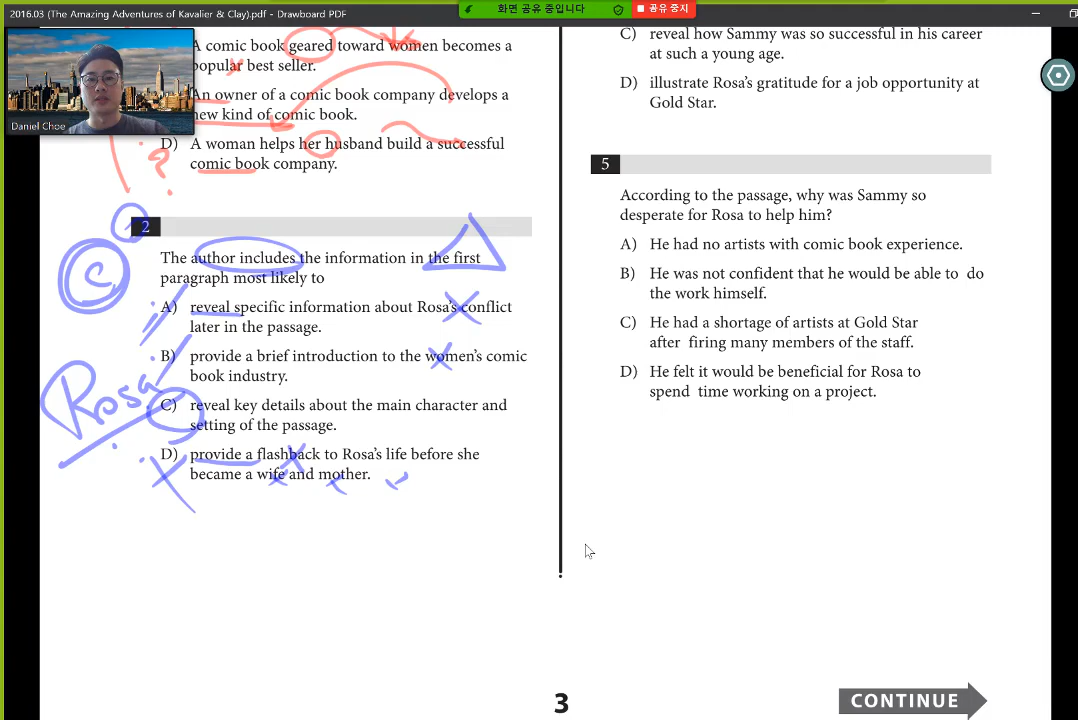 2016.03 (The Amazing Adventures of Kavalier & Clay).pdf - Drawboard PDF
화면 공유 중입니다
공유 중지
Daniel Choe
A comic book geared toward women becomes a
popular best seller.
An owner of a comic book company develops a
new kind of comic book.
D) A woman helps her husband build a successful
comic book company.
?
2
C
The author includes the information in the first
paragraph most likely to
A) reveal specific information about Rosa's conflict
later in the passage.
B) provide a brief introduction to the women's comic
book industry.
Rosa
C) reveal key details about the main character and
setting of the passage.
D) provide a flashback to Rosa's life before she
became a wife and mother.
C) reveal how Sammy was so successful in his career
at such a young age.
D) illustrate Rosa's gratitude for a job opportunity at
Gold Star.
5
According to the passage, why was Sammy so
desperate for Rosa to help him?
A) He had no artists with comic book experience.
B) He was not confident that he would be able to do
the work himself.
C) He had a shortage of artists at Gold Star
after firing many members of the staff.
D) He felt it would be beneficial for Rosa to
spend time working on a project.
3
CONTINUE